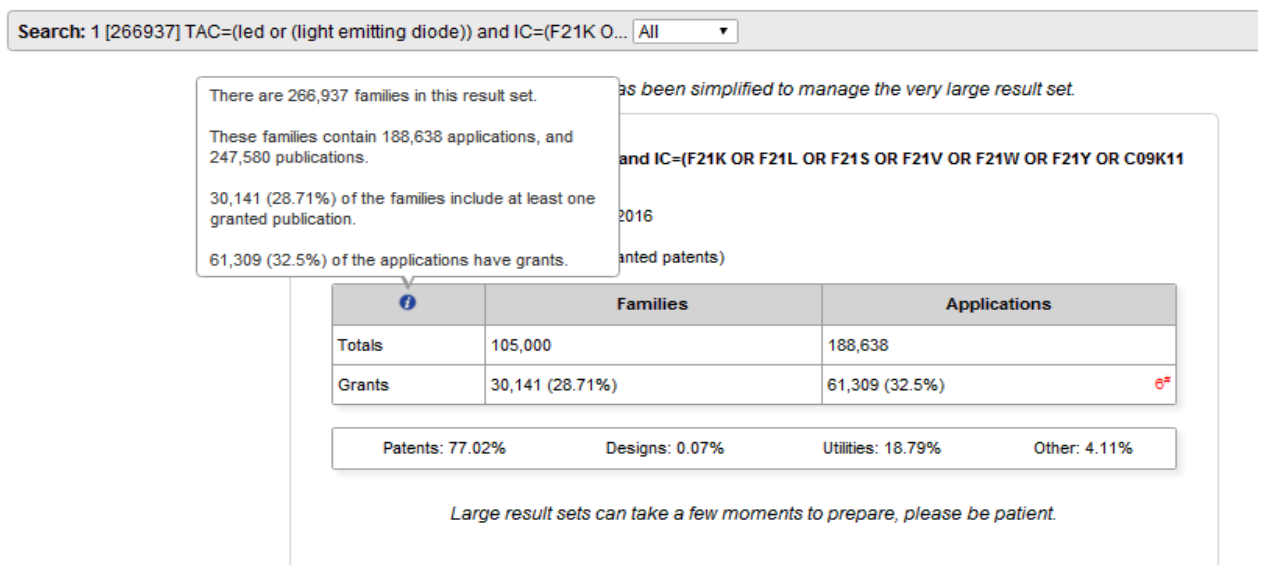 Search: 1 [266937] TAC=(led or (light emitting diode)) and IC=(F21K O... All
as been simplified to manage the very large result set.
There are 266,937 families in this result set.
These families contain 188,638 applications, and
247,580 publications.
and IC=(F21K OR F21L OR F21S OR F21V OR F21W OR F21Y OR C09K11
30,141 (28.71%) of the families include at least one
granted publication.
2016
61,309 (32.5%) of the applications have grants.
anted patents)
i Families Applications
Totals 105,000 188,638
Grants 30,141 (28.71%) 61,309 (32.5%) 6#
Patents: 77.02% Designs: 0.07% Utilities: 18.79% Other: 4.11%
Large result sets can take a few moments to prepare, please be patient.